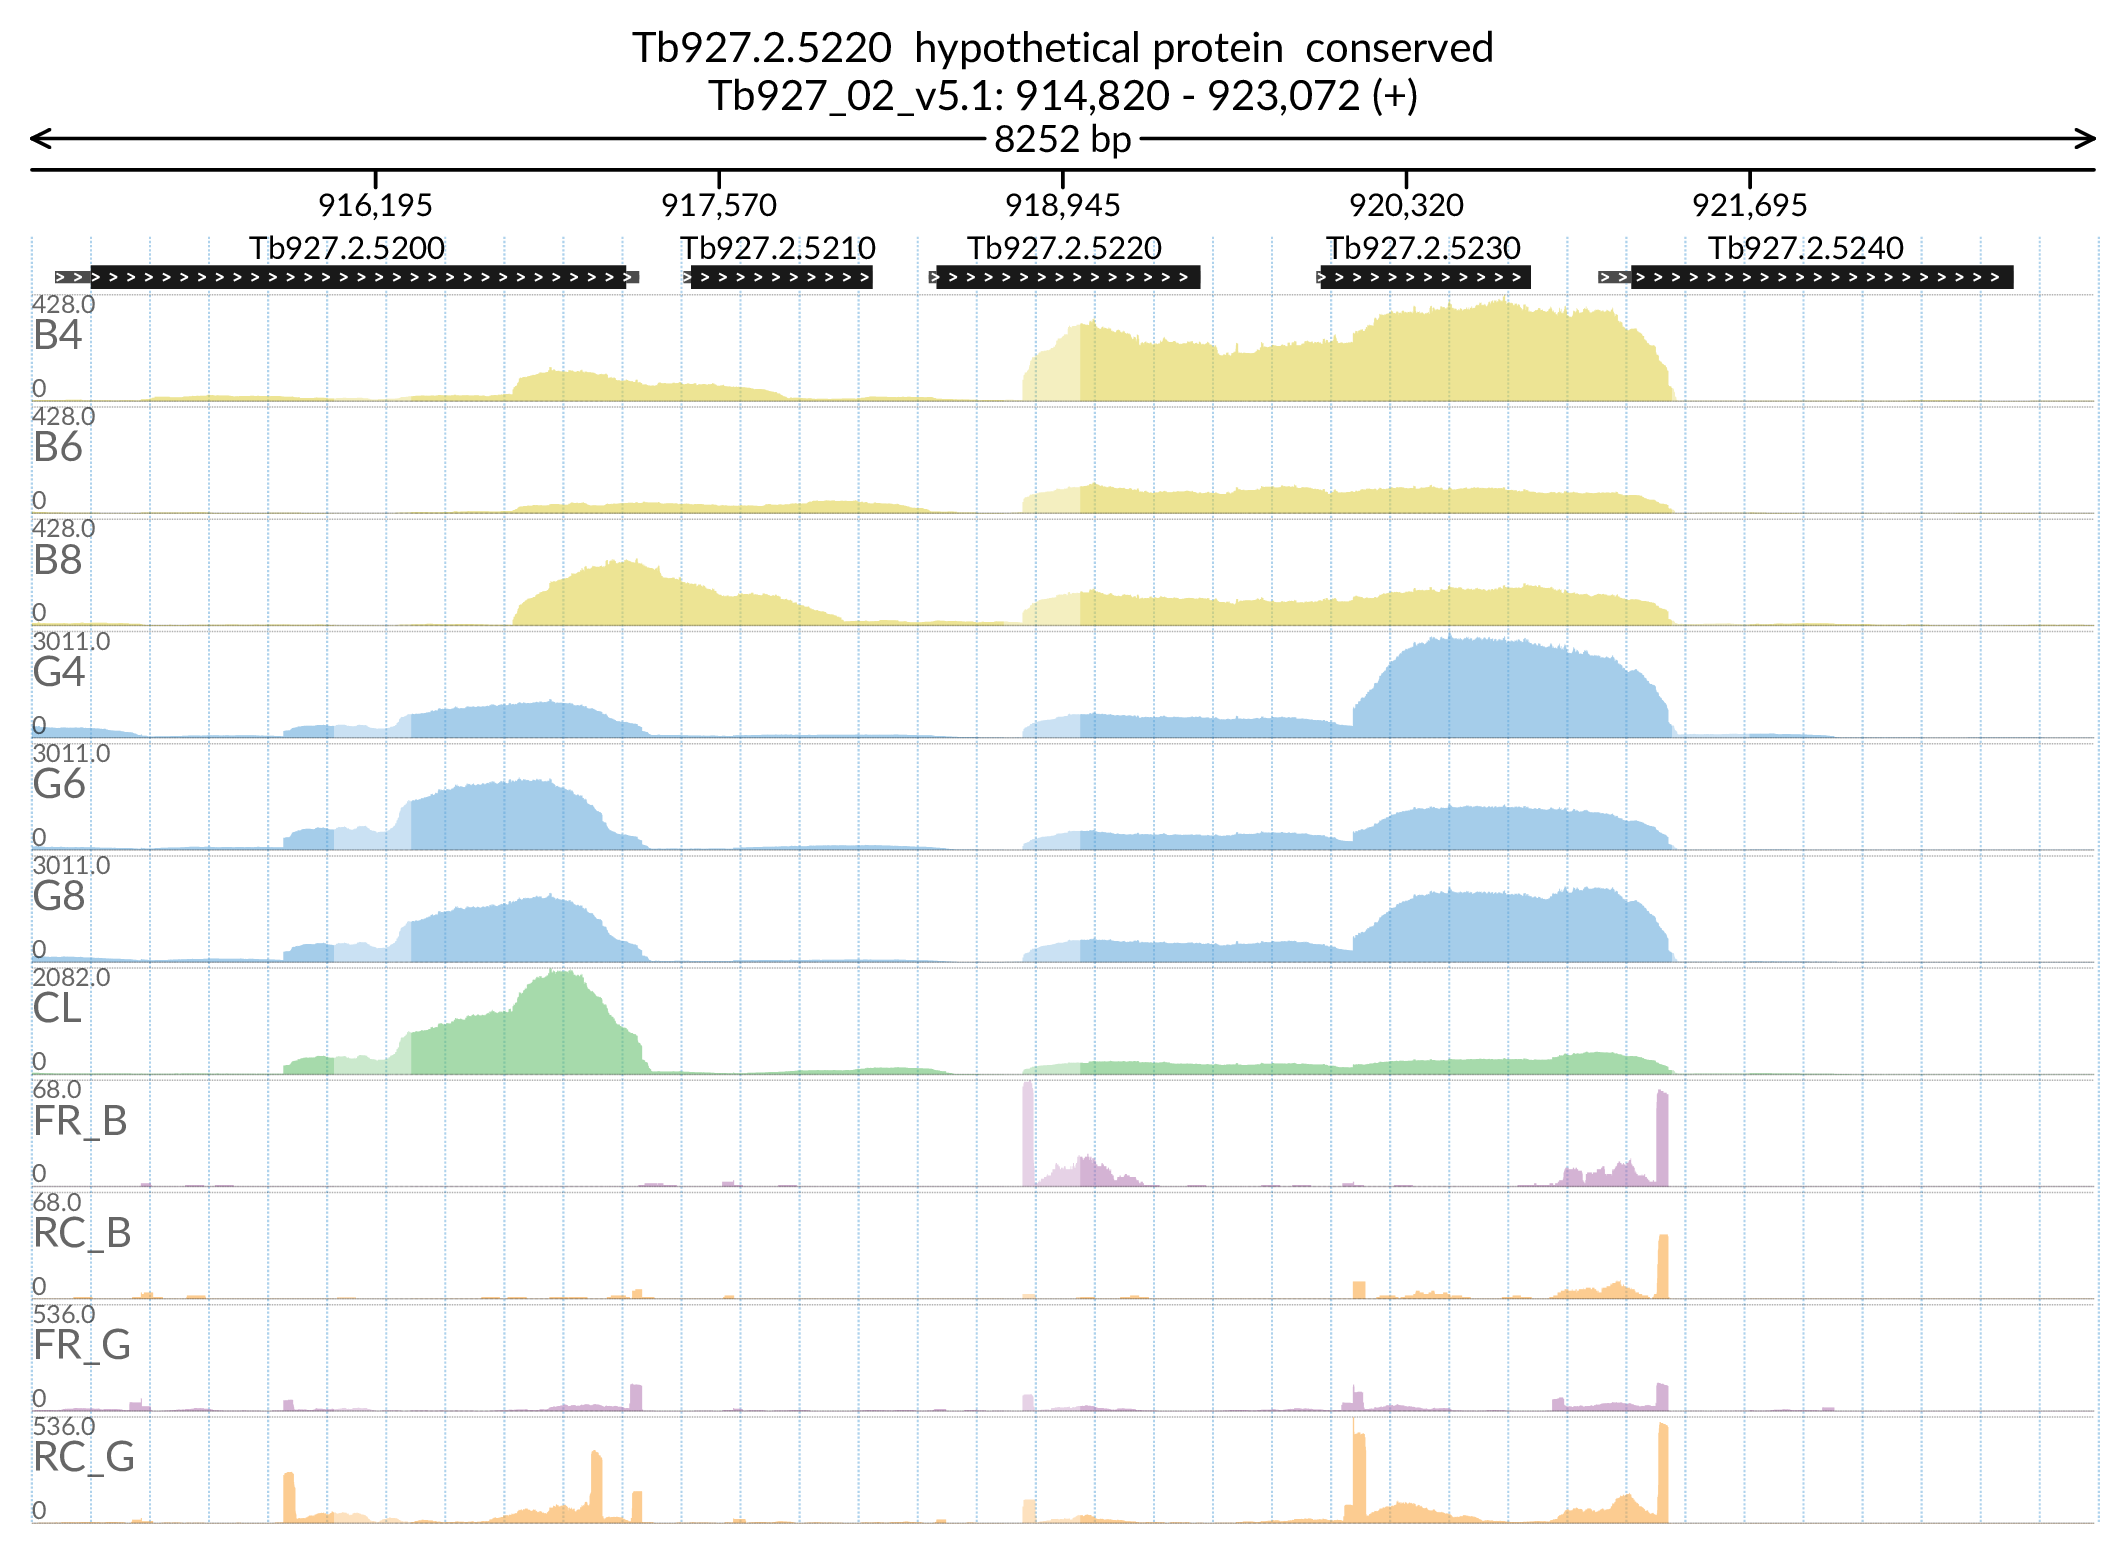 Tb927.2.5220  hypothetical protein  conserved
Tb927_02_v5.1: 914,820 - 923,072 (+)
8252 bp
916,195 917,570 918,945 920,320 921,695
Tb927.2.5200 Tb927.2.5210 Tb927.2.5220 Tb927.2.5230 Tb927.2.5240
428.0
B4
0
428.0
B6
0
428.0
B8
0
3011.0
G4
0
3011.0
G6
0
3011.0
G8
0
2082.0
CL
0
68.0
FR_B
0
68.0
RC_B
0
536.0
FR_G
0
536.0
RC_G
0